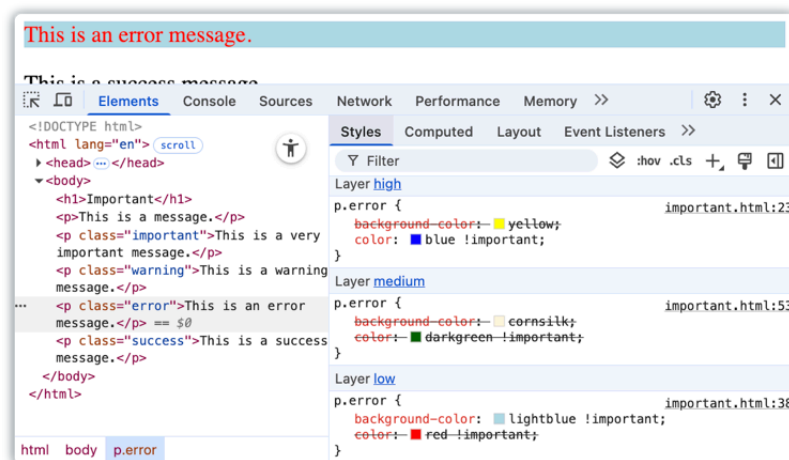 This is an error message.
This is a success message
Elements Console Sources Network Performance Memory
<!DOCTYPE html>
<html lang="en"> scroll
<head> ... </head>
<body>
<h1>Important</h1>
<p>This is a message.</p>
<p class="important">This is a very
important message.</p>
<p class="warning">This is a warning
message.</p>
<p class="error">This is an error
message.</p> == $0
<p class="success">This is a success
message.</p>
</body>
</html>
html body p.error
Styles Computed Layout Event Listeners
Filter :hov .cls
Layer high
p.error { important.html:23
background-color: yellow;
color: blue !important;
}
Layer medium
p.error { important.html:53
background-color: cornsilk;
color: darkgreen !important;
}
Layer low
p.error { important.html:38
background-color: lightblue !important;
color: red !important;
}